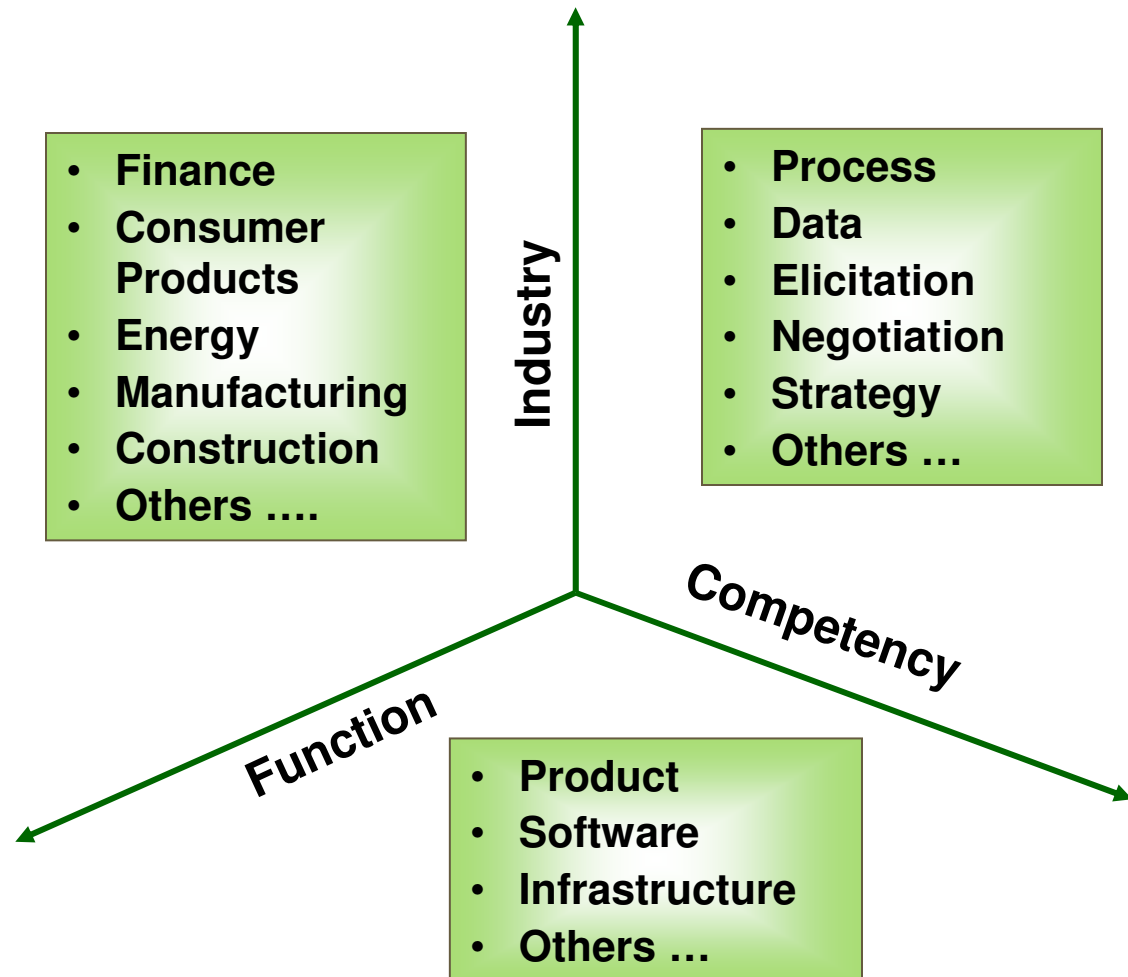 • Finance
• Consumer
Products
• Energy
• Manufacturing
• Construction
• Others ....
Industry
• Process
• Data
• Elicitation
• Negotiation
• Strategy
• Others ...
Competency
Function
• Product
• Software
• Infrastructure
• Others ...